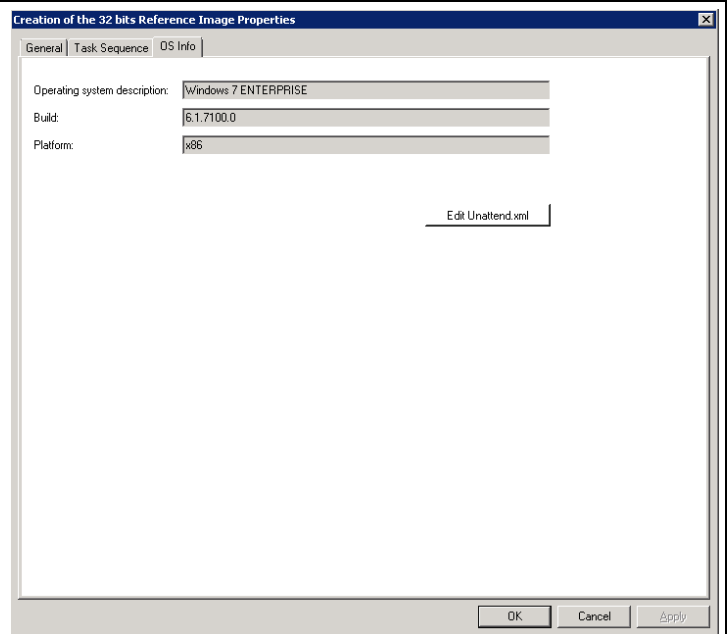 Creation of the 32 bits Reference Image Properties
General Task Sequence OS Info
Operating system description: Windows 7 ENTERPRISE
Build: 6.1.7100.0
Platform: x86
Edit Unattend.xml
OK Cancel Apply